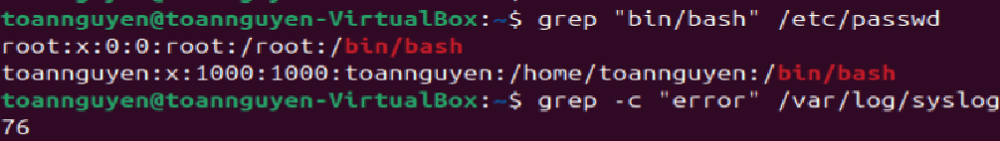 toannguyen@toannguyen-VirtualBox:~$ grep "bin/bash" /etc/passwd
root:x:0:0:root:/root:/bin/bash
toannguyen:x:1000:1000:toannguyen:/home/toannguyen:/bin/bash
toannguyen@toannguyen-VirtualBox:~$ grep -c "error" /var/log/syslog
76